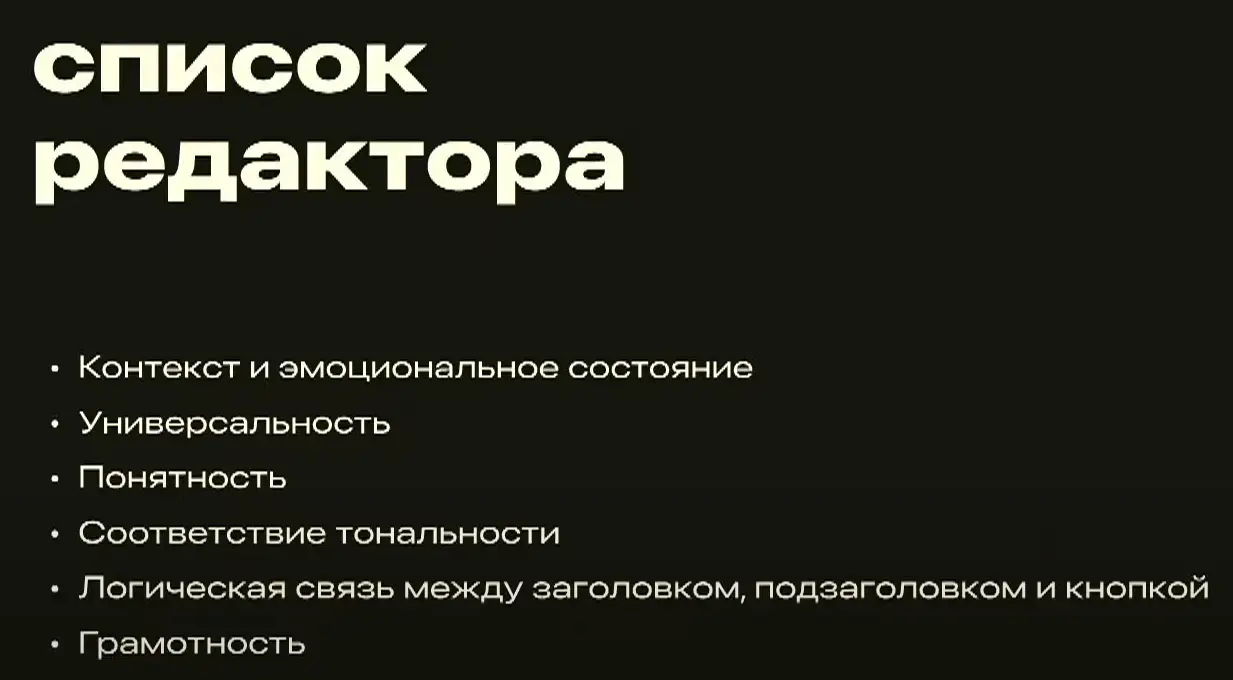 список
редактора
• Контекст и эмоциональное состояние
• Универсальность
• Понятность
• Соответствие тональности
• Логическая связь между заголовком, подзаголовком и кнопкой
• Грамотность